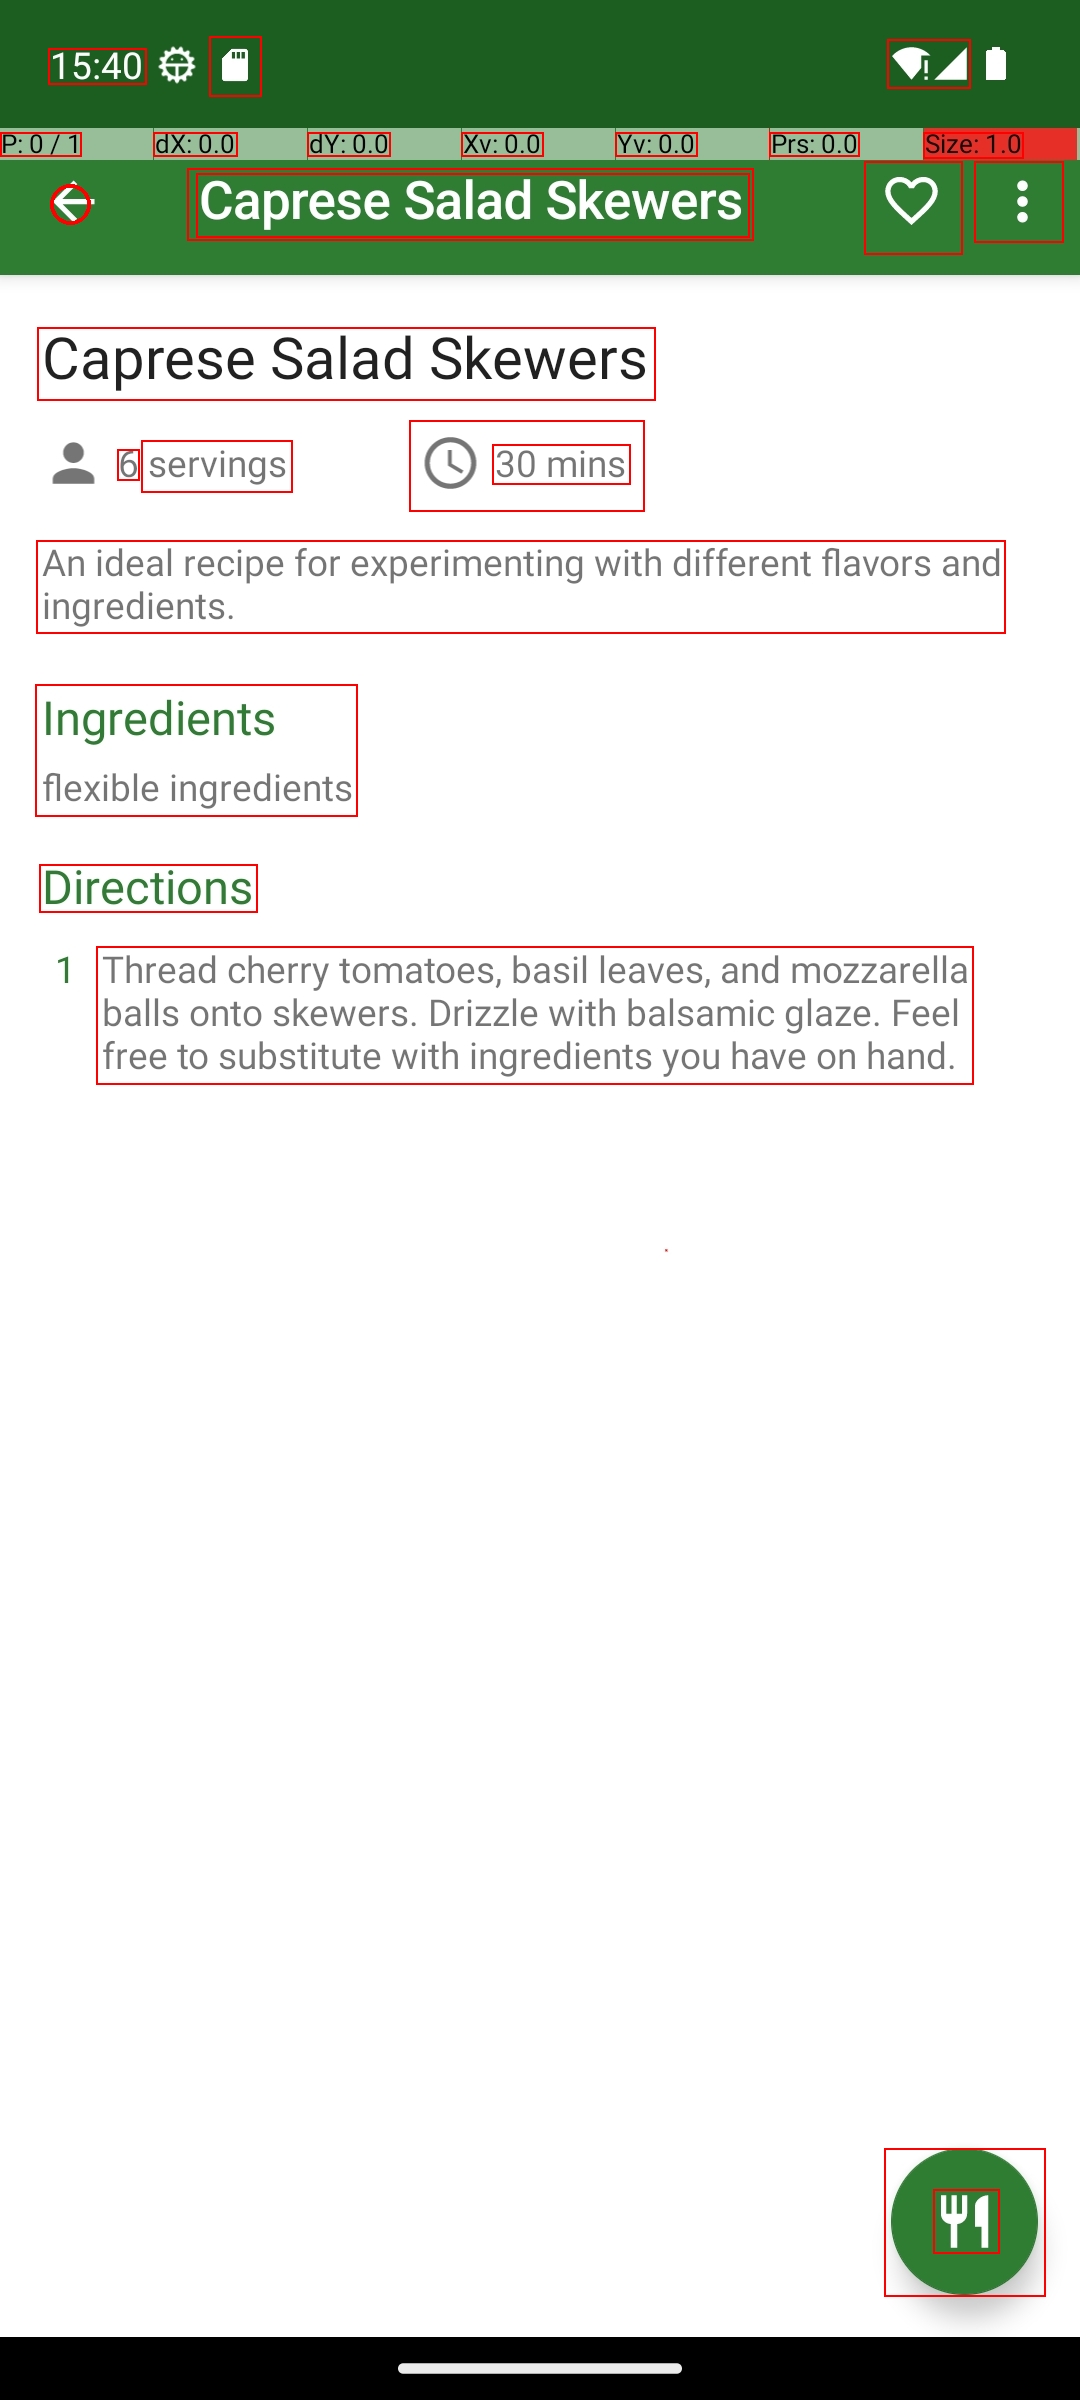 15:40
P: 0 / 1 dX: 0.0 dY: 0.0 Xv: 0.0 Yv: 0.0 Prs: 0.0 Size: 1.0
Caprese Salad Skewers
Caprese Salad Skewers
6 servings 30 mins
An ideal recipe for experimenting with different flavors and
ingredients.
Ingredients
flexible ingredients
Directions
1 Thread cherry tomatoes, basil leaves, and mozzarella
balls onto skewers. Drizzle with balsamic glaze. Feel
free to substitute with ingredients you have on hand.